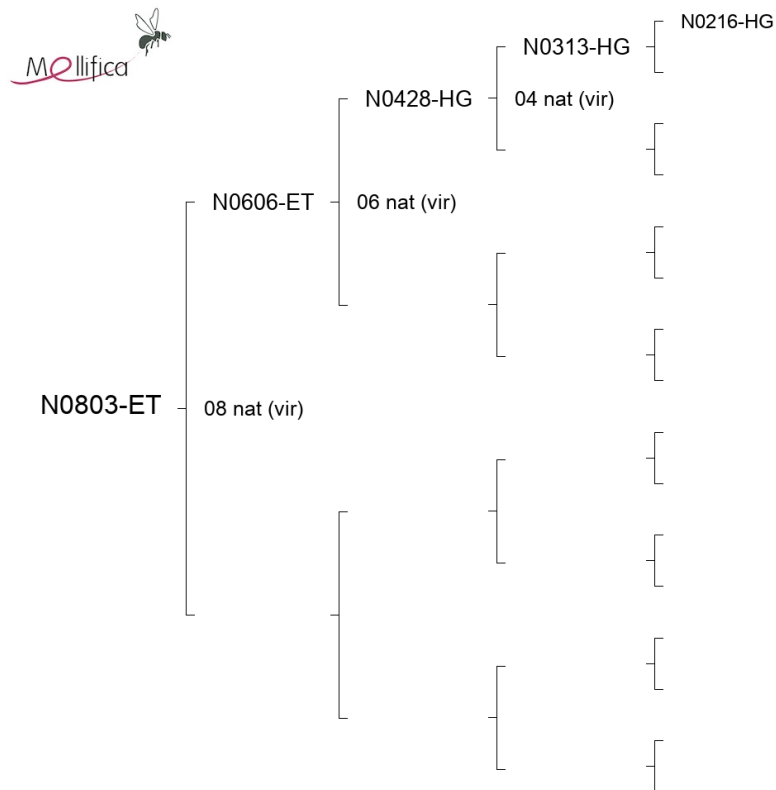 Mellifica
N0216-HG
N0313-HG
N0428-HG
04 nat (vir)
N0606-ET
06 nat (vir)
N0803-ET
08 nat (vir)